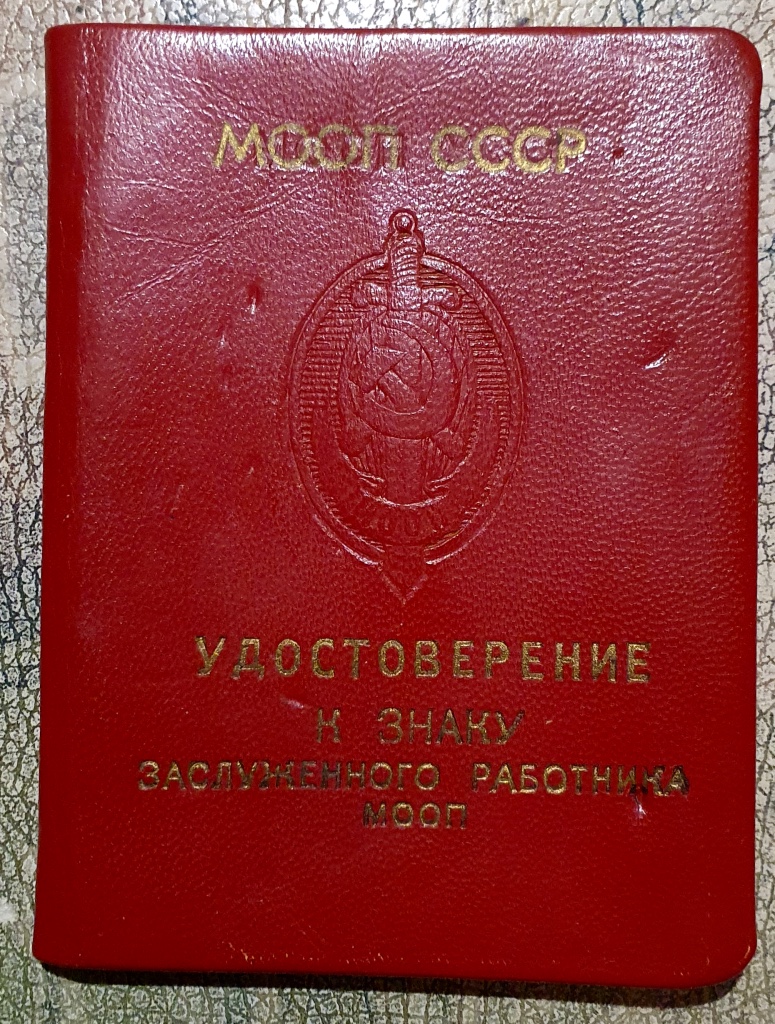 МООП СССР
УДОСТОВЕРЕНИЕ
К ЗНАКУ
ЗАСЛУЖЕННОГО РАБОТНИКА
МООП